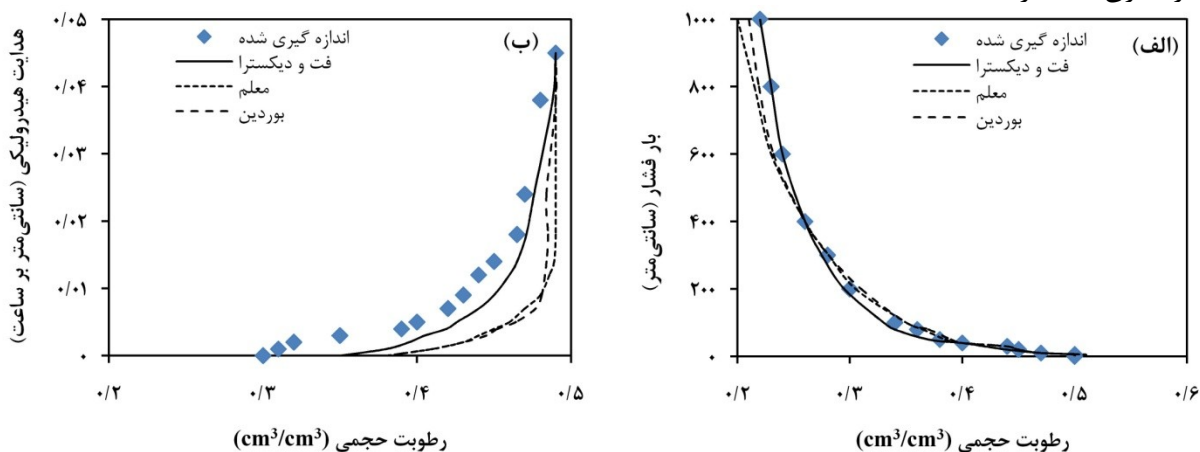 (الف)
اندازه گیری شده
فت و دیکسترا
معلم
بوردین
بار فشار (سانتی‌متر)
۱۰۰۰
۸۰۰
۶۰۰
۴۰۰
۲۰۰
۰
۰/۲ ۰/۳ ۰/۴ ۰/۵ ۰/۶
رطوبت حجمی (cm³/cm³)
(ب)
اندازه گیری شده
فت و دیکسترا
معلم
بوردین
هدایت هیدرولیکی (سانتی‌متر بر ساعت)
۰/۰۵
۰/۰۴
۰/۰۳
۰/۰۲
۰/۰۱
۰
۰/۲ ۰/۳ ۰/۴ ۰/۵
رطوبت حجمی (cm³/cm³)